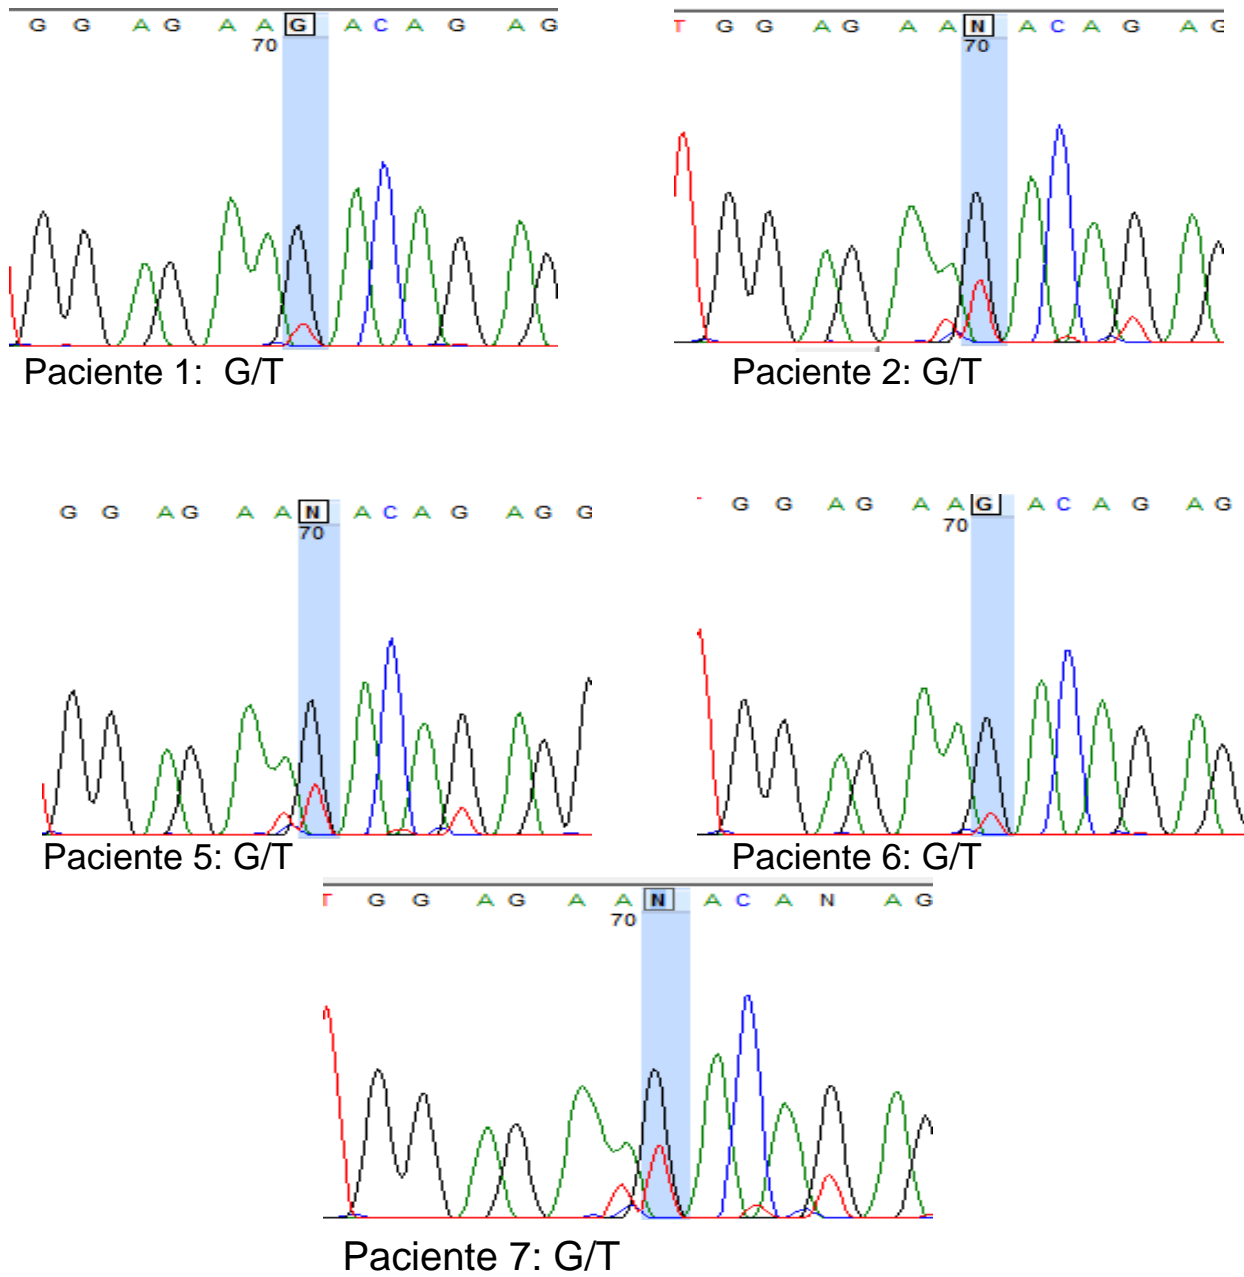 G G A G A A G A C A G A G
70
Paciente 1: G/T
T G G A G A A N A C A G A G
70
Paciente 2: G/T
G G A G A A N A C A G A G G
70
Paciente 5: G/T
G G A G A A G A C A G A G
70
Paciente 6: G/T
T G G A G A A N A C A N A G
70
Paciente 7: G/T